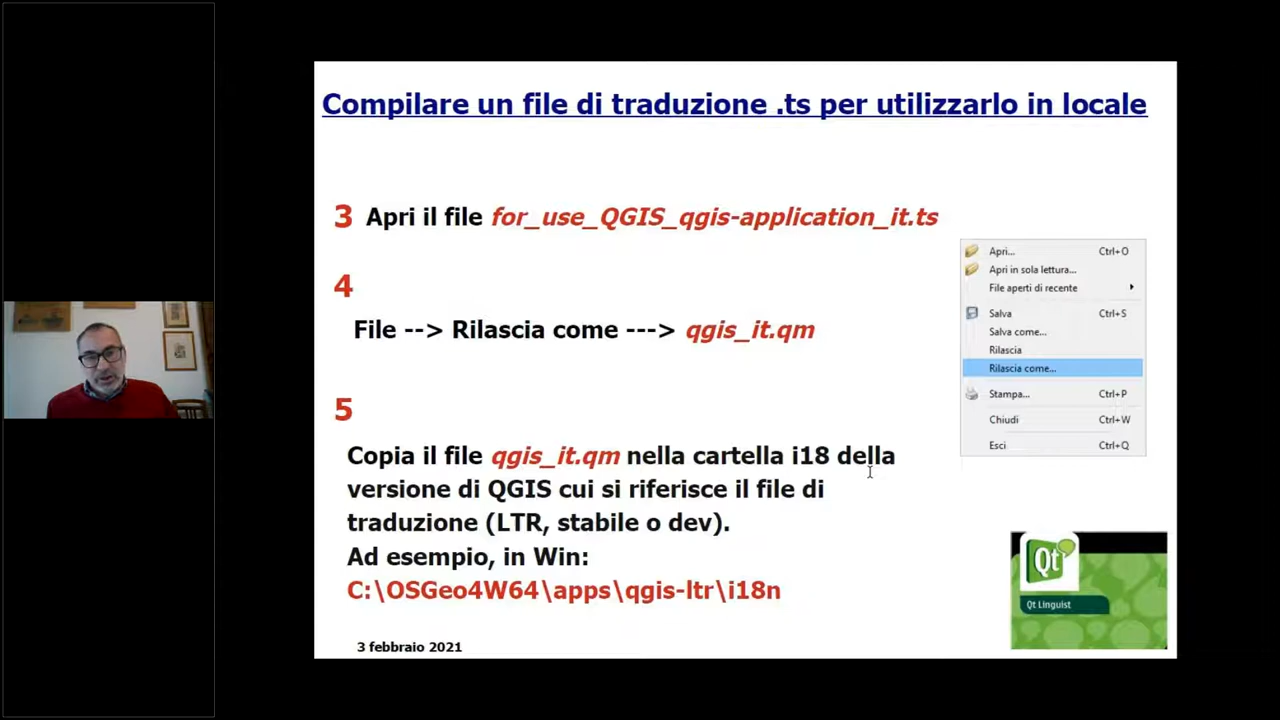 Compilare un file di traduzione .ts per utilizzarlo in locale
3 Apri il file for_use_QGIS_qgis-application_it.ts
4
File --> Rilascia come ---> qgis_it.qm
5
Copia il file qgis_it.qm nella cartella i18 della
versione di QGIS cui si riferisce il file di
traduzione (LTR, stabile o dev).
Ad esempio, in Win:
C:\OSGeo4W64\apps\qgis-ltr\i18n
3 febbraio 2021
Apri... Ctrl+O
Apri in sola lettura...
File aperti di recente
Salva Ctrl+S
Salva come...
Rilascia
Rilascia come...
Stampa... Ctrl+P
Chiudi Ctrl+W
Esci Ctrl+Q
Qt
Qt Linguist